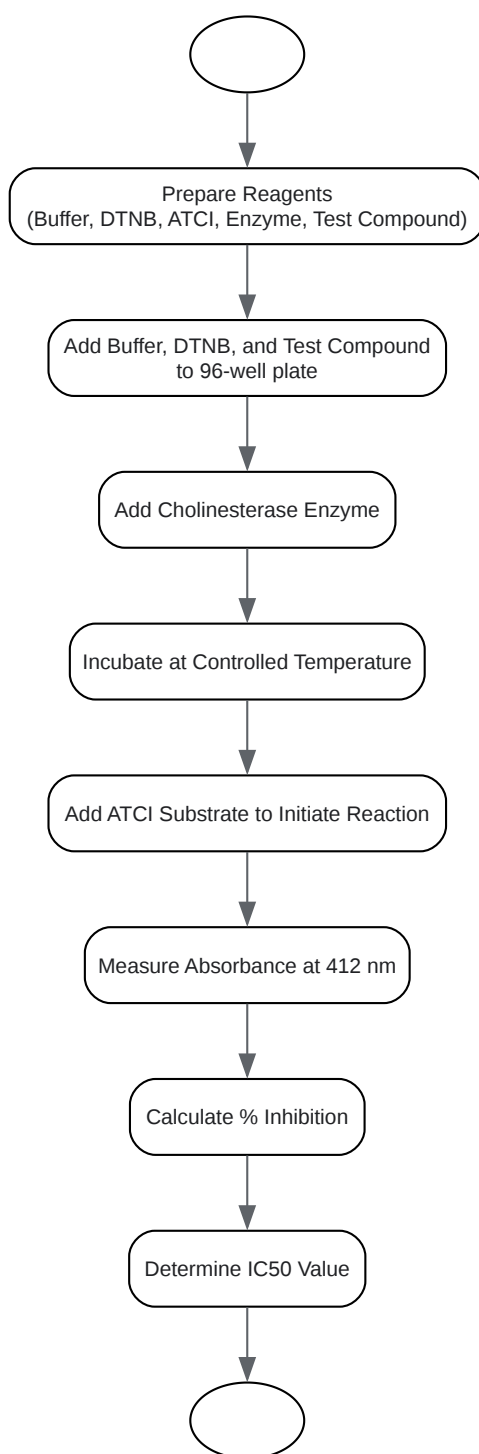 Prepare Reagents
(Buffer, DTNB, ATCI, Enzyme, Test Compound)
Add Buffer, DTNB, and Test Compound
to 96-well plate
Add Cholinesterase Enzyme
Incubate at Controlled Temperature
Add ATCI Substrate to Initiate Reaction
Measure Absorbance at 412 nm
Calculate % Inhibition
Determine IC50 Value